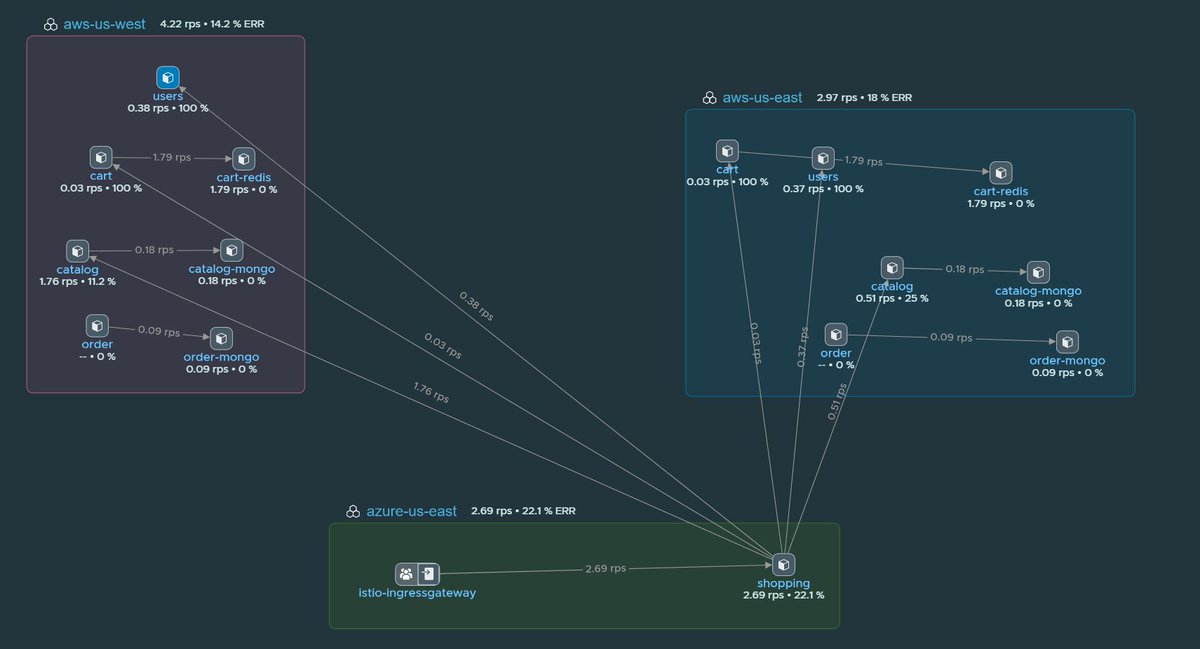 aws-us-west 4.22 rps • 14.2 % ERR
users
0.38 rps • 100 %
1.79 rps
cart
0.03 rps • 100 %
cart-redis
1.79 rps • 0 %
0.18 rps
catalog
1.76 rps • 11.2 %
catalog-mongo
0.18 rps • 0 %
0.09 rps
order
-- • 0 %
order-mongo
0.09 rps • 0 %
aws-us-east 2.97 rps • 18 % ERR
cart
0.03 rps • 100 %
users
0.37 rps • 100 %
1.79 rps
cart-redis
1.79 rps • 0 %
catalog
0.51 rps • 25 %
0.18 rps
catalog-mongo
0.18 rps • 0 %
order
-- • 0 %
0.09 rps
order-mongo
0.09 rps • 0 %
0.38 rps
0.03 rps
1.76 rps
0.03 rps
0.37 rps
0.51 rps
azure-us-east 2.69 rps • 22.1 % ERR
istio-ingressgateway
2.69 rps
shopping
2.69 rps • 22.1 %